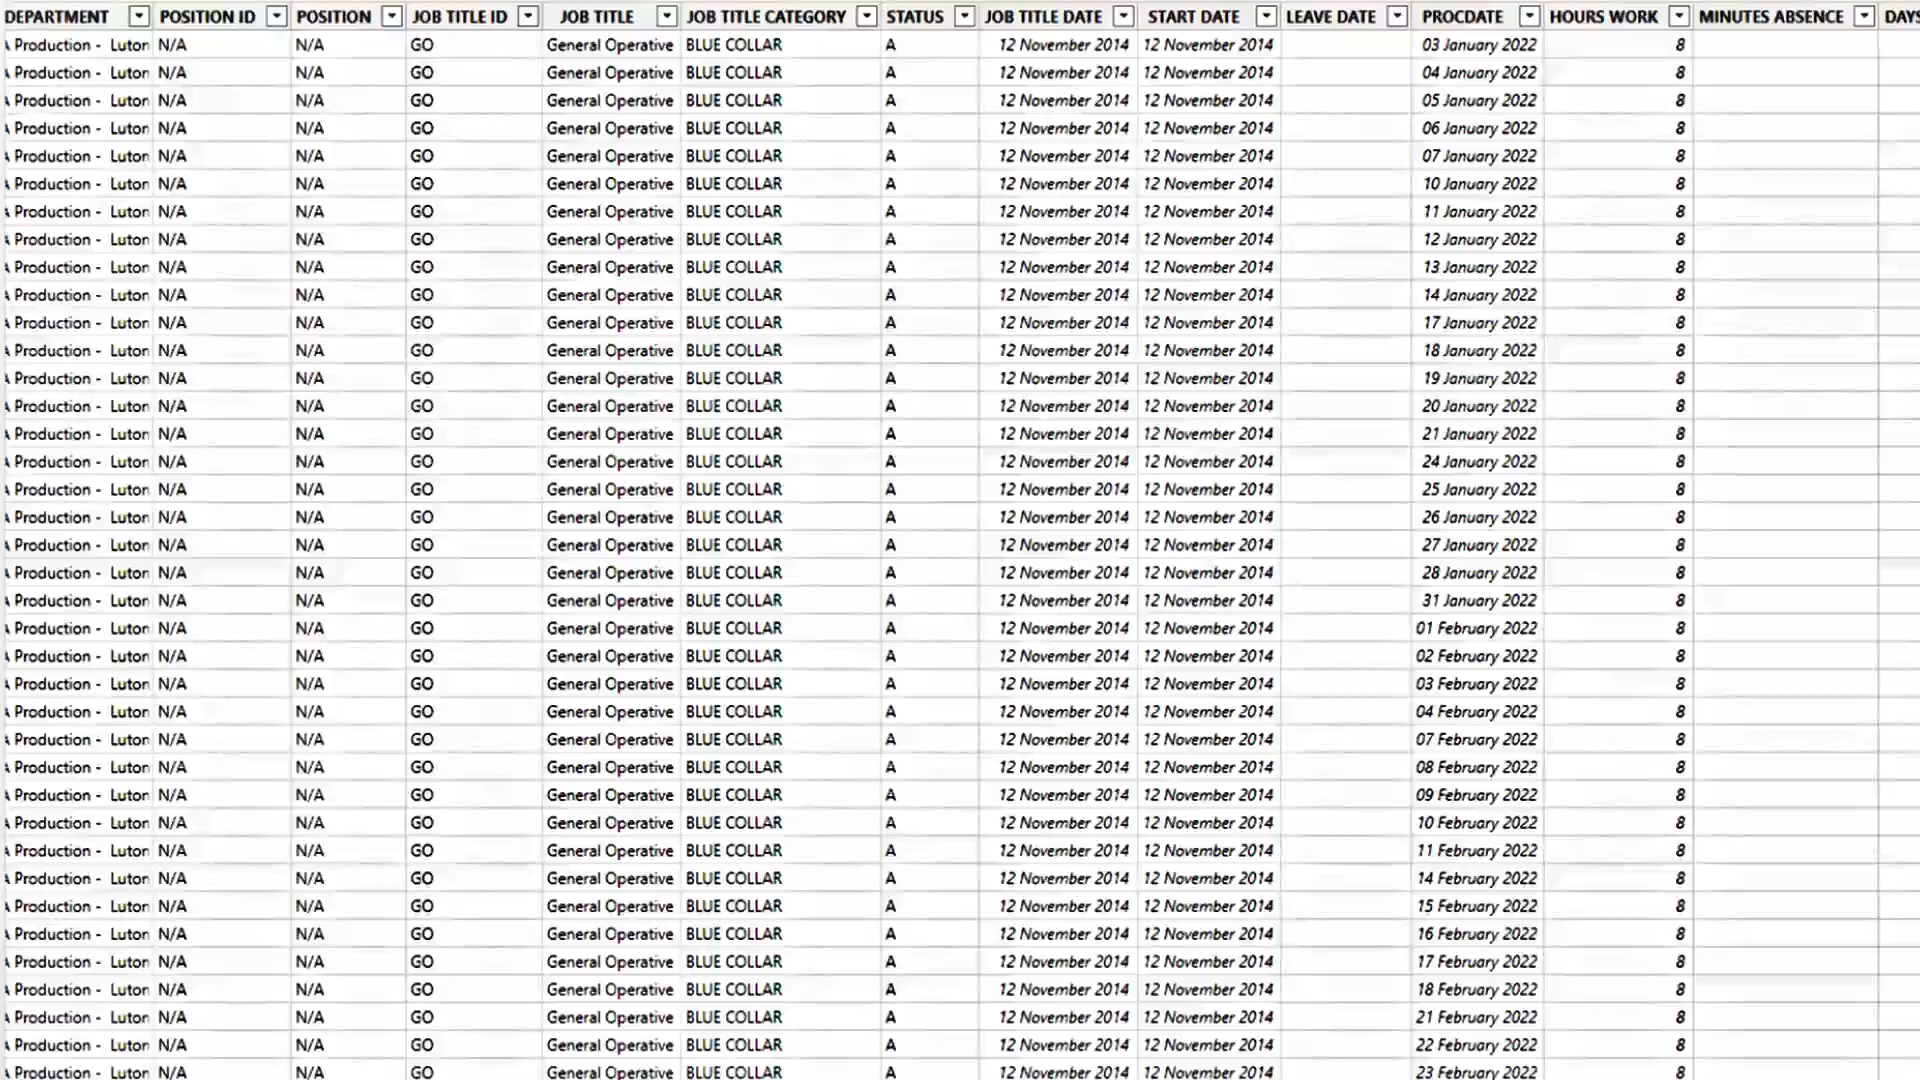 DEPARTMENT POSITION ID POSITION JOB TITLE ID JOB TITLE JOB TITLE CATEGORY STATUS JOB TITLE DATE START DATE LEAVE DATE PROCDATE HOURS WORK MINUTES ABSENCE DAYS
Production - Luton N/A N/A GO General Operative BLUE COLLAR A 12 November 2014 12 November 2014 03 January 2022 8
Production - Luton N/A N/A GO General Operative BLUE COLLAR A 12 November 2014 12 November 2014 04 January 2022 8
Production - Luton N/A N/A GO General Operative BLUE COLLAR A 12 November 2014 12 November 2014 05 January 2022 8
Production - Luton N/A N/A GO General Operative BLUE COLLAR A 12 November 2014 12 November 2014 06 January 2022 8
Production - Luton N/A N/A GO General Operative BLUE COLLAR A 12 November 2014 12 November 2014 07 January 2022 8
Production - Luton N/A N/A GO General Operative BLUE COLLAR A 12 November 2014 12 November 2014 10 January 2022 8
Production - Luton N/A N/A GO General Operative BLUE COLLAR A 12 November 2014 12 November 2014 11 January 2022 8
Production - Luton N/A N/A GO General Operative BLUE COLLAR A 12 November 2014 12 November 2014 12 January 2022 8
Production - Luton N/A N/A GO General Operative BLUE COLLAR A 12 November 2014 12 November 2014 13 January 2022 8
Production - Luton N/A N/A GO General Operative BLUE COLLAR A 12 November 2014 12 November 2014 14 January 2022 8
Production - Luton N/A N/A GO General Operative BLUE COLLAR A 12 November 2014 12 November 2014 17 January 2022 8
Production - Luton N/A N/A GO General Operative BLUE COLLAR A 12 November 2014 12 November 2014 18 January 2022 8
Production - Luton N/A N/A GO General Operative BLUE COLLAR A 12 November 2014 12 November 2014 19 January 2022 8
Production - Luton N/A N/A GO General Operative BLUE COLLAR A 12 November 2014 12 November 2014 20 January 2022 8
Production - Luton N/A N/A GO General Operative BLUE COLLAR A 12 November 2014 12 November 2014 21 January 2022 8
Production - Luton N/A N/A GO General Operative BLUE COLLAR A 12 November 2014 12 November 2014 24 January 2022 8
Production - Luton N/A N/A GO General Operative BLUE COLLAR A 12 November 2014 12 November 2014 25 January 2022 8
Production - Luton N/A N/A GO General Operative BLUE COLLAR A 12 November 2014 12 November 2014 26 January 2022 8
Production - Luton N/A N/A GO General Operative BLUE COLLAR A 12 November 2014 12 November 2014 27 January 2022 8
Production - Luton N/A N/A GO General Operative BLUE COLLAR A 12 November 2014 12 November 2014 28 January 2022 8
Production - Luton N/A N/A GO General Operative BLUE COLLAR A 12 November 2014 12 November 2014 31 January 2022 8
Production - Luton N/A N/A GO General Operative BLUE COLLAR A 12 November 2014 12 November 2014 01 February 2022 8
Production - Luton N/A N/A GO General Operative BLUE COLLAR A 12 November 2014 12 November 2014 02 February 2022 8
Production - Luton N/A N/A GO General Operative BLUE COLLAR A 12 November 2014 12 November 2014 03 February 2022 8
Production - Luton N/A N/A GO General Operative BLUE COLLAR A 12 November 2014 12 November 2014 04 February 2022 8
Production - Luton N/A N/A GO General Operative BLUE COLLAR A 12 November 2014 12 November 2014 07 February 2022 8
Production - Luton N/A N/A GO General Operative BLUE COLLAR A 12 November 2014 12 November 2014 08 February 2022 8
Production - Luton N/A N/A GO General Operative BLUE COLLAR A 12 November 2014 12 November 2014 09 February 2022 8
Production - Luton N/A N/A GO General Operative BLUE COLLAR A 12 November 2014 12 November 2014 10 February 2022 8
Production - Luton N/A N/A GO General Operative BLUE COLLAR A 12 November 2014 12 November 2014 11 February 2022 8
Production - Luton N/A N/A GO General Operative BLUE COLLAR A 12 November 2014 12 November 2014 14 February 2022 8
Production - Luton N/A N/A GO General Operative BLUE COLLAR A 12 November 2014 12 November 2014 15 February 2022 8
Production - Luton N/A N/A GO General Operative BLUE COLLAR A 12 November 2014 12 November 2014 16 February 2022 8
Production - Luton N/A N/A GO General Operative BLUE COLLAR A 12 November 2014 12 November 2014 17 February 2022 8
Production - Luton N/A N/A GO General Operative BLUE COLLAR A 12 November 2014 12 November 2014 18 February 2022 8
Production - Luton N/A N/A GO General Operative BLUE COLLAR A 12 November 2014 12 November 2014 21 February 2022 8
Production - Luton N/A N/A GO General Operative BLUE COLLAR A 12 November 2014 12 November 2014 22 February 2022 8
Production - Luton N/A N/A GO General Operative BLUE COLLAR A 12 November 2014 12 November 2014 23 February 2022 8